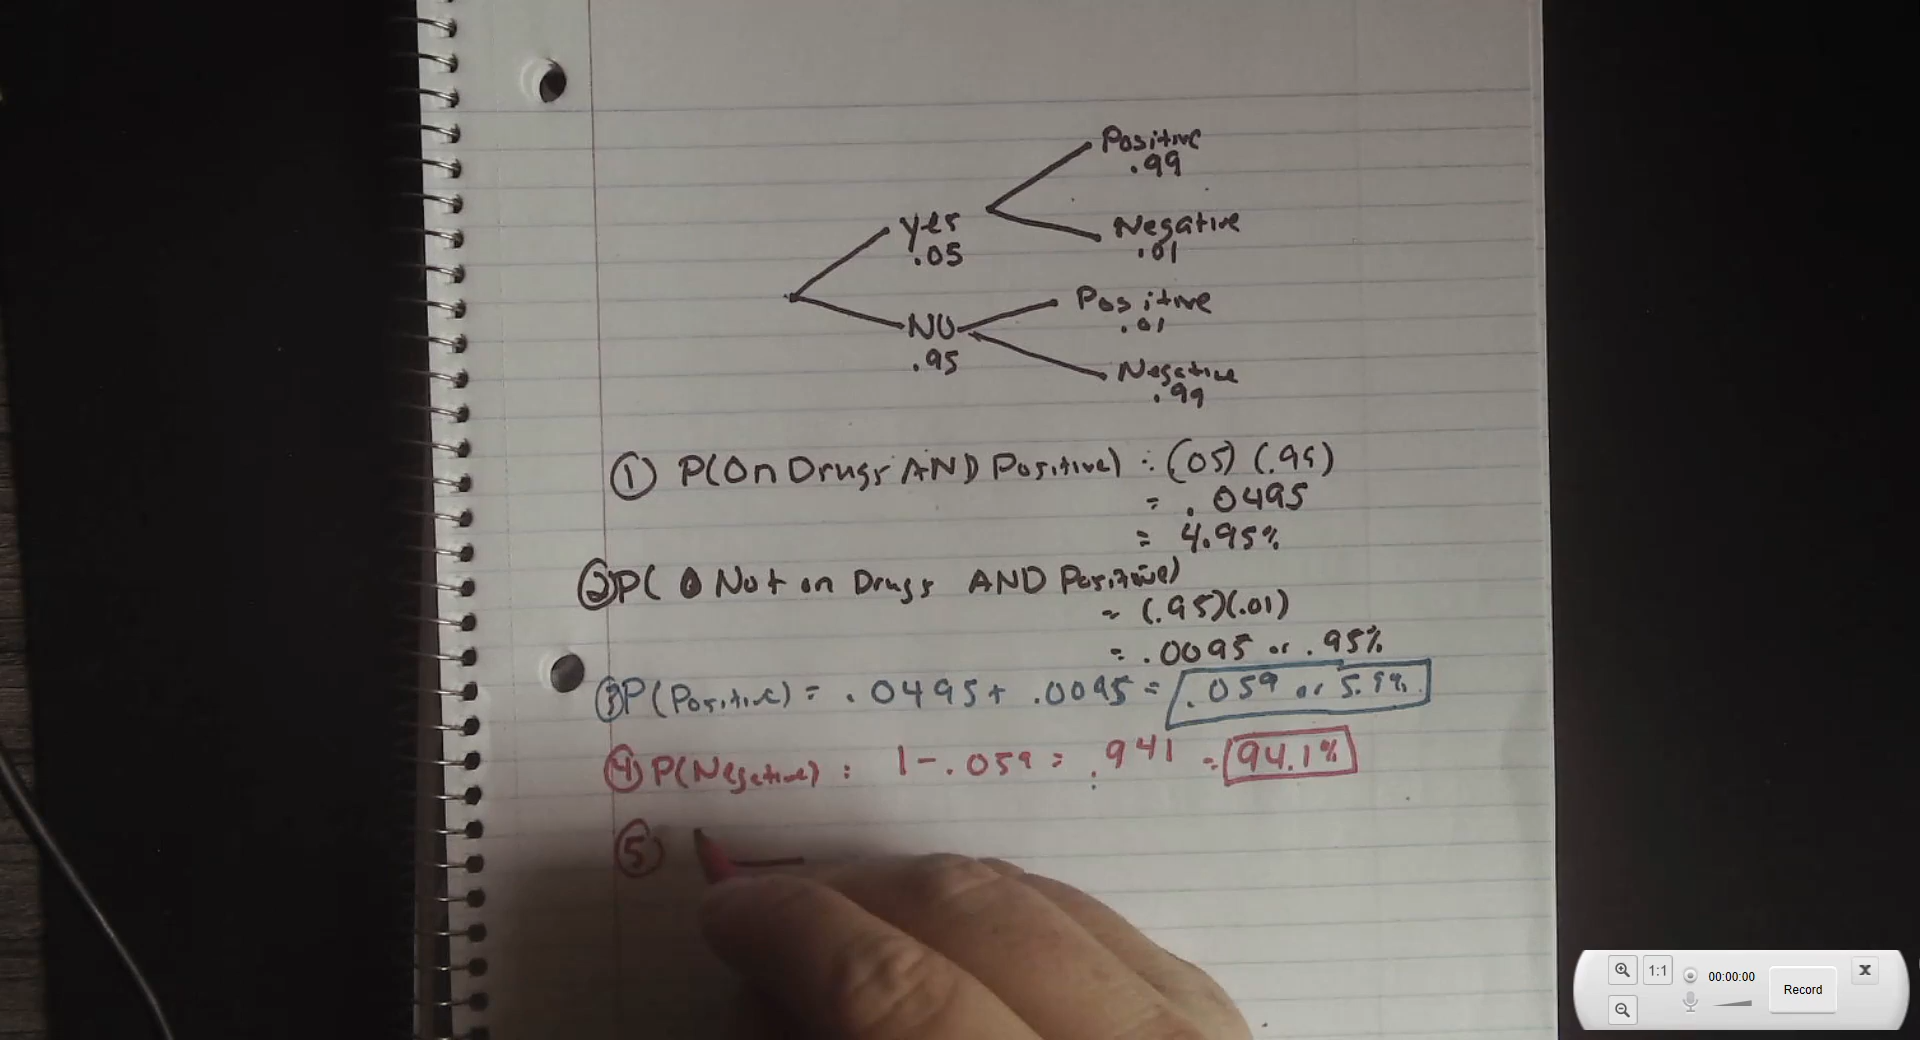 Positive
.99
Yes
.05
Negative
.01
Positive
.01
NO
.95
Negative
.99
① P(On Drugs AND Positive) = (.05) (.99)
= .0495
= 4.95%
② P( Not on Drugs AND Positive)
= (.95)(.01)
= .0095 or .95%
③ P(Positive) = .0495 + .0095 = .059 or 5.9%
④ P(Negative) = 1 - .059 = .941 = 94.1%
⑤
1:1
00:00:00
Record
X